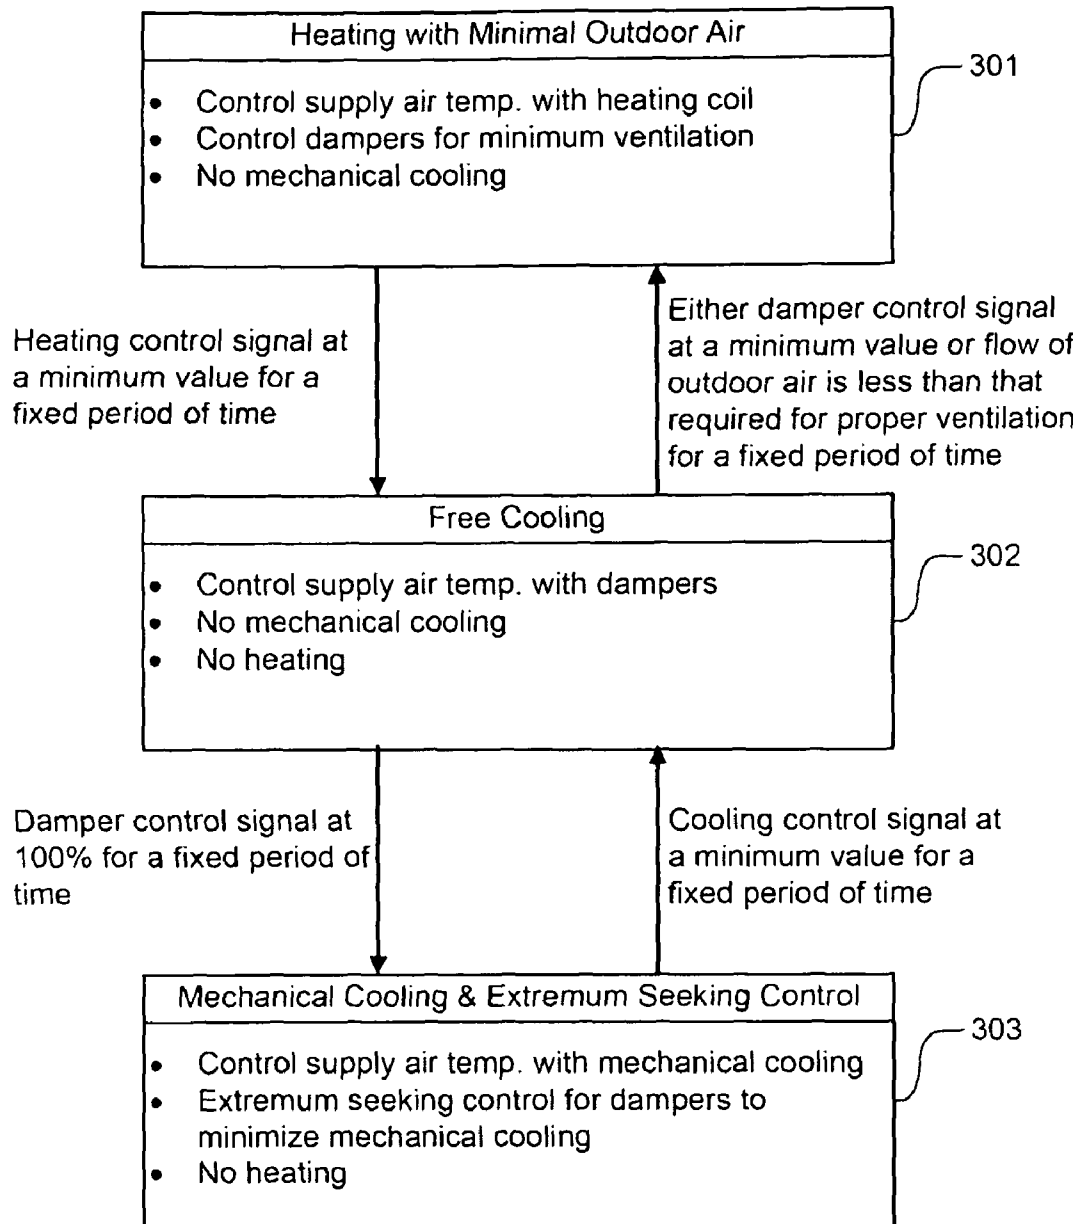 Heating with Minimal Outdoor Air
301
• Control supply air temp. with heating coil
• Control dampers for minimum ventilation
• No mechanical cooling
Heating control signal at
a minimum value for a
fixed period of time
Either damper control signal
at a minimum value or flow of
outdoor air is less than that
required for proper ventilation
for a fixed period of time
Free Cooling
302
• Control supply air temp. with dampers
• No mechanical cooling
• No heating
Damper control signal at
100% for a fixed period of
time
Cooling control signal at
a minimum value for a
fixed period of time
Mechanical Cooling & Extremum Seeking Control
303
• Control supply air temp. with mechanical cooling
• Extremum seeking control for dampers to
minimize mechanical cooling
• No heating